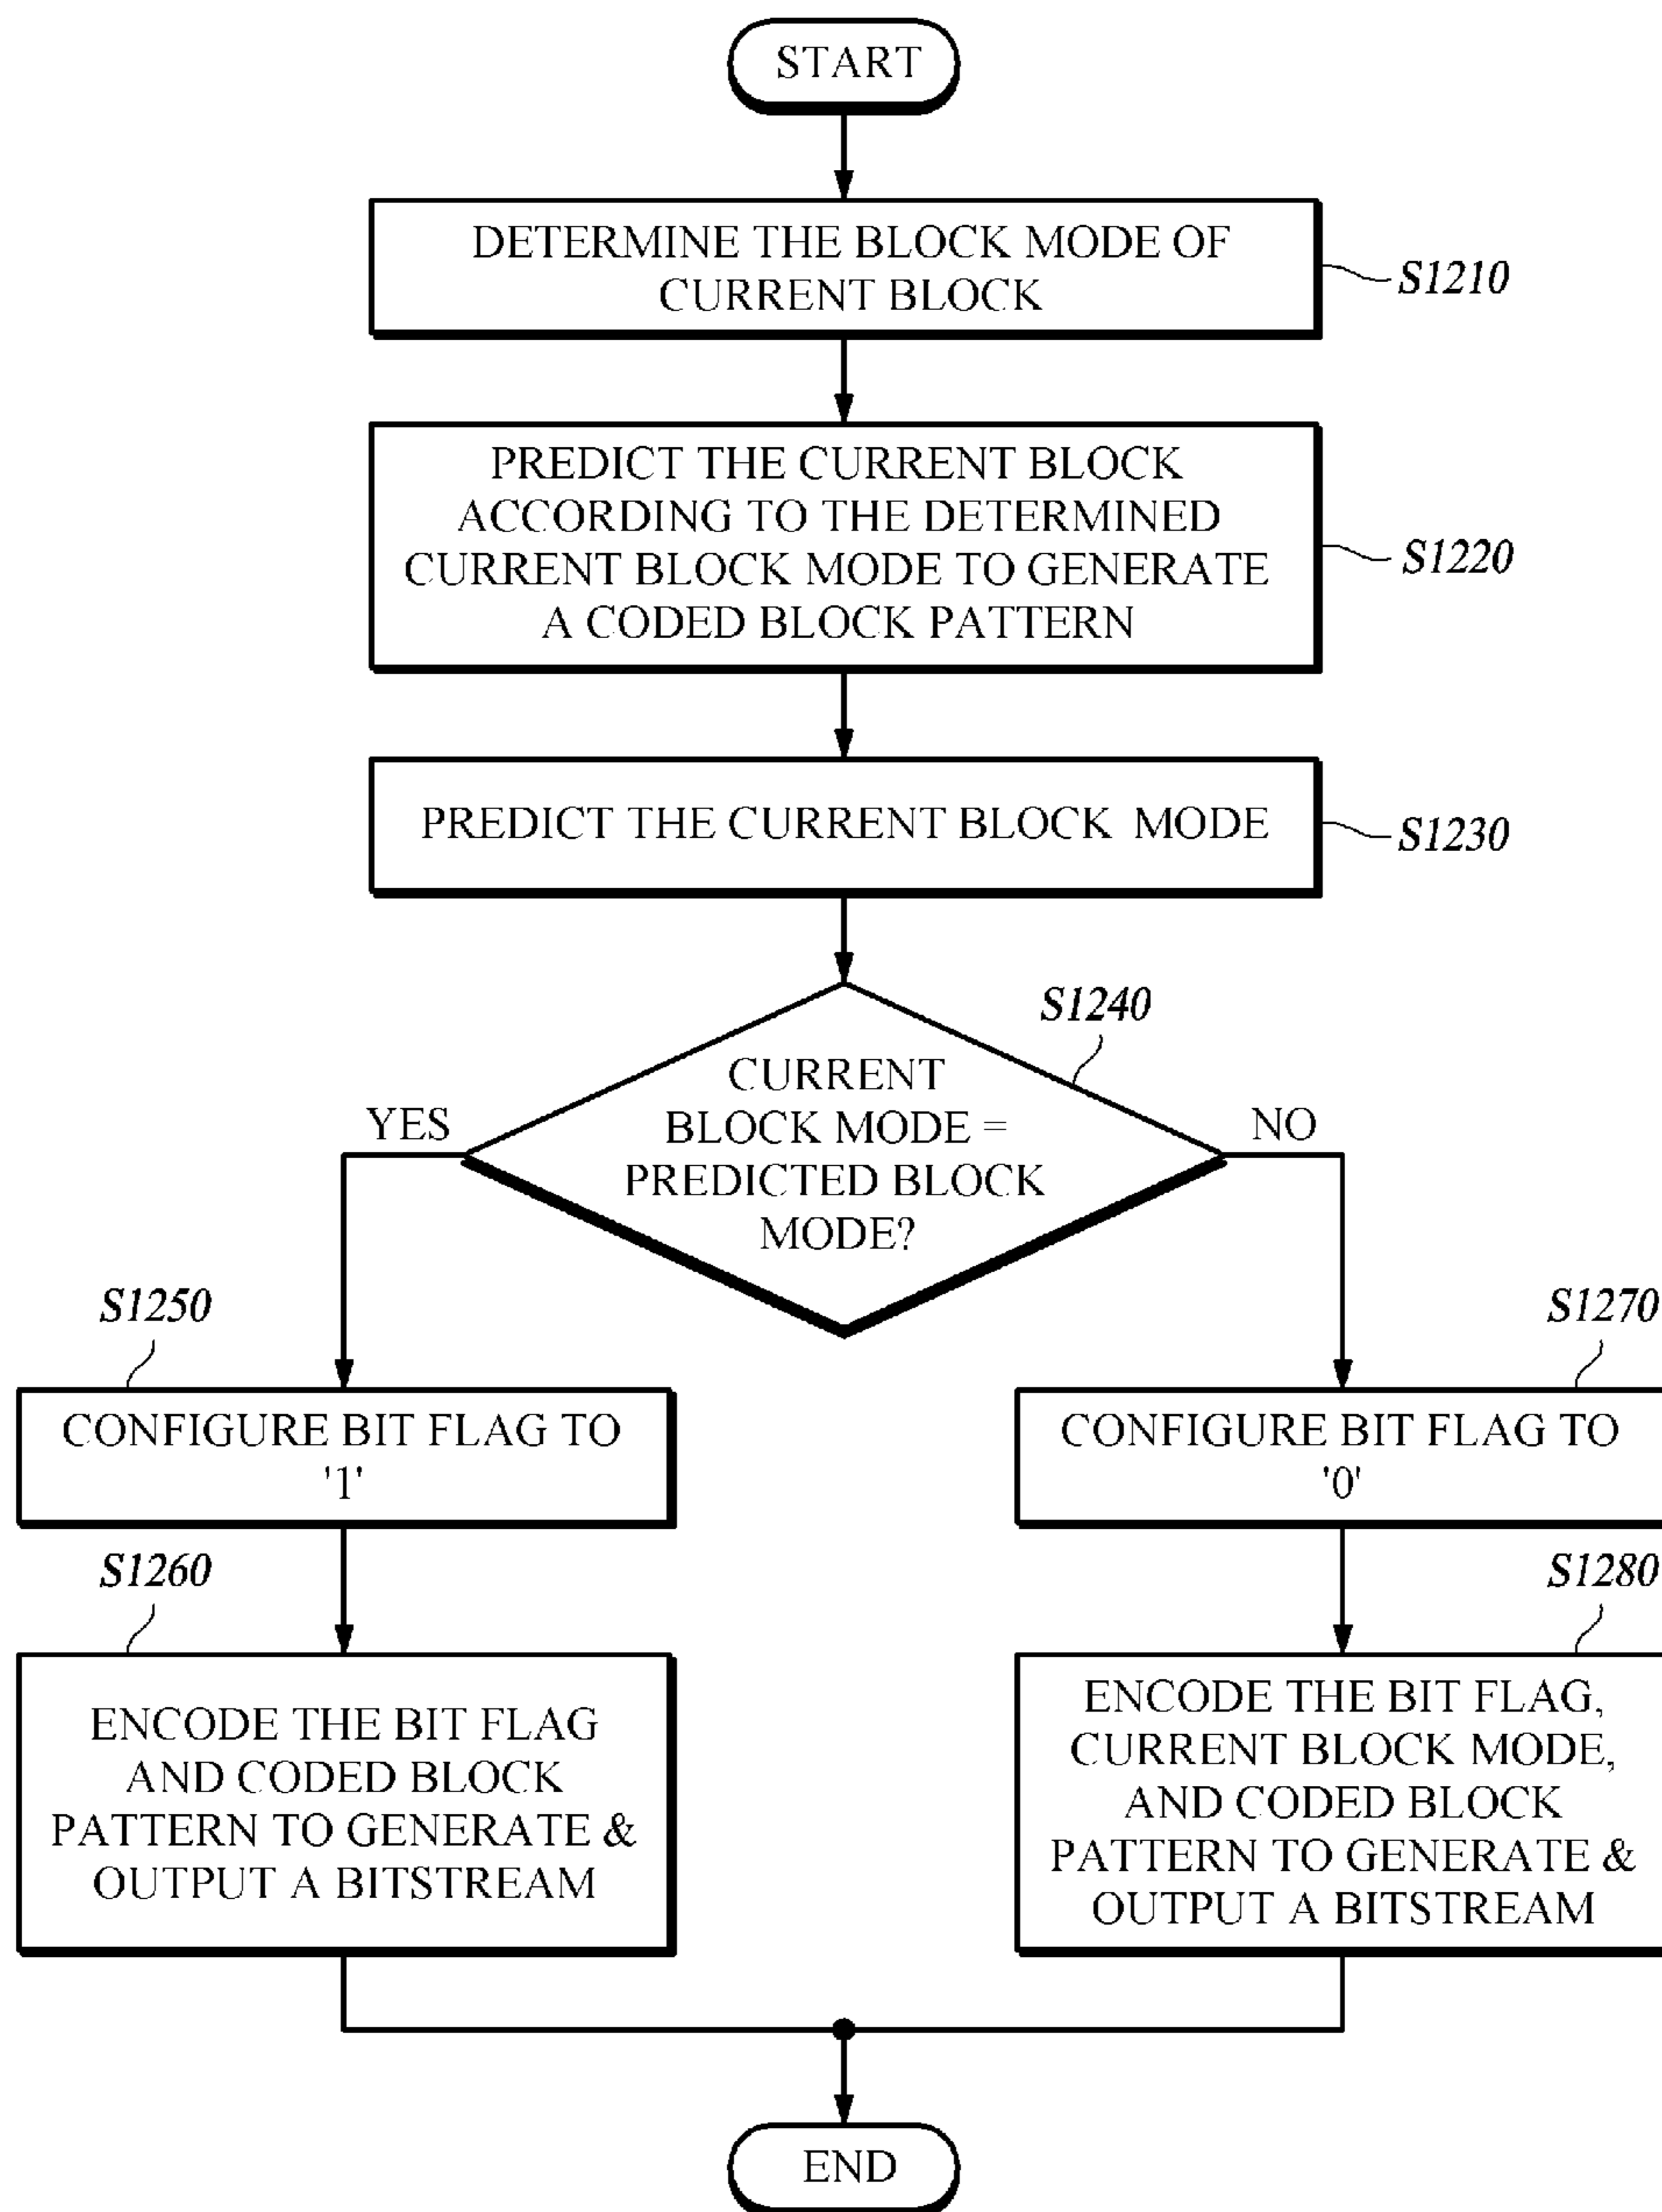 START
DETERMINE THE BLOCK MODE OF
CURRENT BLOCK
S1210
PREDICT THE CURRENT BLOCK
ACCORDING TO THE DETERMINED
CURRENT BLOCK MODE TO GENERATE
A CODED BLOCK PATTERN
S1220
PREDICT THE CURRENT BLOCK MODE
S1230
S1240
CURRENT
BLOCK MODE =
PREDICTED BLOCK
MODE?
YES
NO
S1250
CONFIGURE BIT FLAG TO
'1'
S1260
ENCODE THE BIT FLAG
AND CODED BLOCK
PATTERN TO GENERATE &
OUTPUT A BITSTREAM
S1270
CONFIGURE BIT FLAG TO
'0'
S1280
ENCODE THE BIT FLAG,
CURRENT BLOCK MODE,
AND CODED BLOCK
PATTERN TO GENERATE &
OUTPUT A BITSTREAM
END